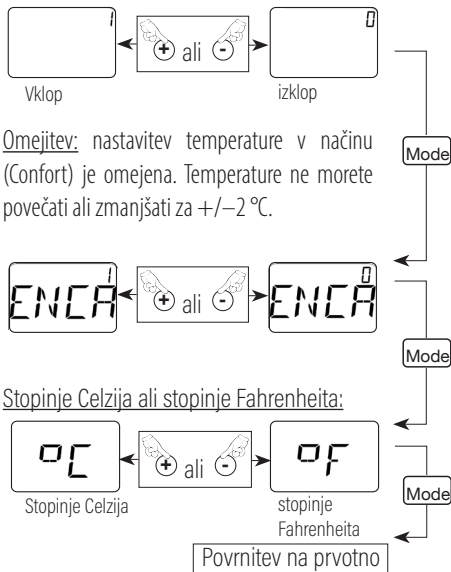 1
0
+ ali -
Vklop
izklop
Mode
Omejitev: nastavitev temperature v načinu
(Confort) je omejena. Temperature ne morete
povečati ali zmanjšati za +/–2 °C.
1
ENCA
+ ali -
0
ENCA
Mode
Stopinje Celzija ali stopinje Fahrenheita:
°C
+ ali -
°F
Mode
Stopinje Celzija
stopinje
Fahrenheita
Povrnitev na prvotno